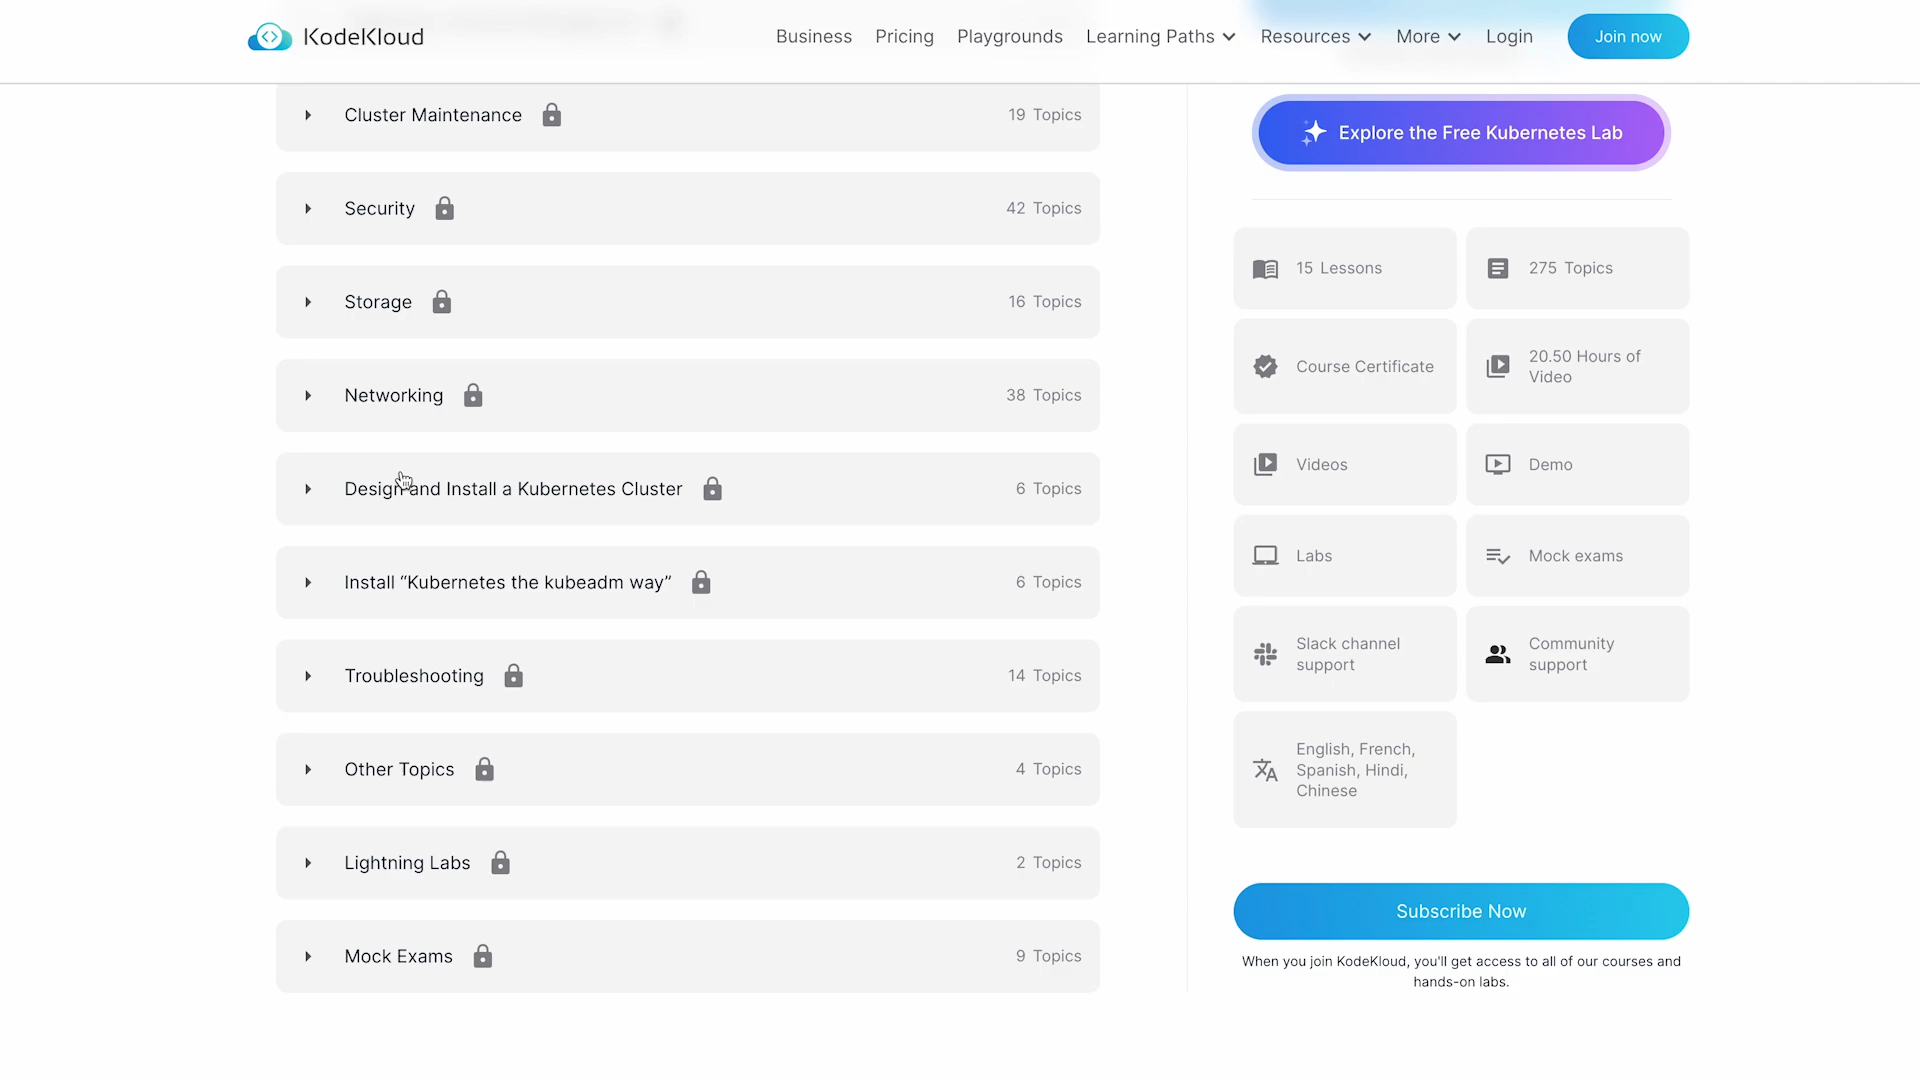 KodeKloud
Business
Pricing
Playgrounds
Learning Paths
Resources
More
Login
Join now
Cluster Maintenance
19 Topics
Security
42 Topics
Storage
16 Topics
Networking
38 Topics
Design and Install a Kubernetes Cluster
6 Topics
Install “Kubernetes the kubeadm way”
6 Topics
Troubleshooting
14 Topics
Other Topics
4 Topics
Lightning Labs
2 Topics
Mock Exams
9 Topics
Explore the Free Kubernetes Lab
15 Lessons
275 Topics
Course Certificate
20.50 Hours of
Video
Videos
Demo
Labs
Mock exams
Slack channel
support
Community
support
English, French,
Spanish, Hindi,
Chinese
Subscribe Now
When you join KodeKloud, you'll get access to all of our courses and
hands-on labs.